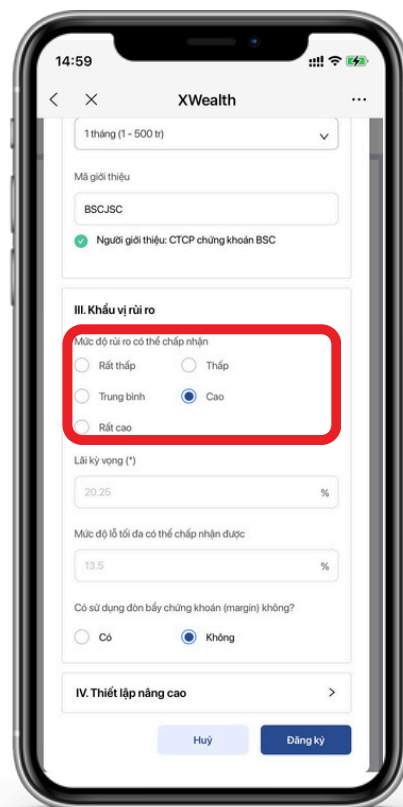 14:59
XWealth
1 tháng (1 - 500 tr)
Mã giới thiệu
BSCJSC
Người giới thiệu: CTCP chứng khoán BSC
III. Khẩu vị rủi ro
Mức độ rủi ro có thể chấp nhận
Rất thấp Thấp
Trung bình Cao
Rất cao
Lãi kỳ vọng (*)
20.25 %
Mức độ lỗ tối đa có thể chấp nhận được
13.5 %
Có sử dụng đòn bẩy chứng khoán (margin) không?
Có Không
IV. Thiết lập nâng cao
Huỷ Đăng ký